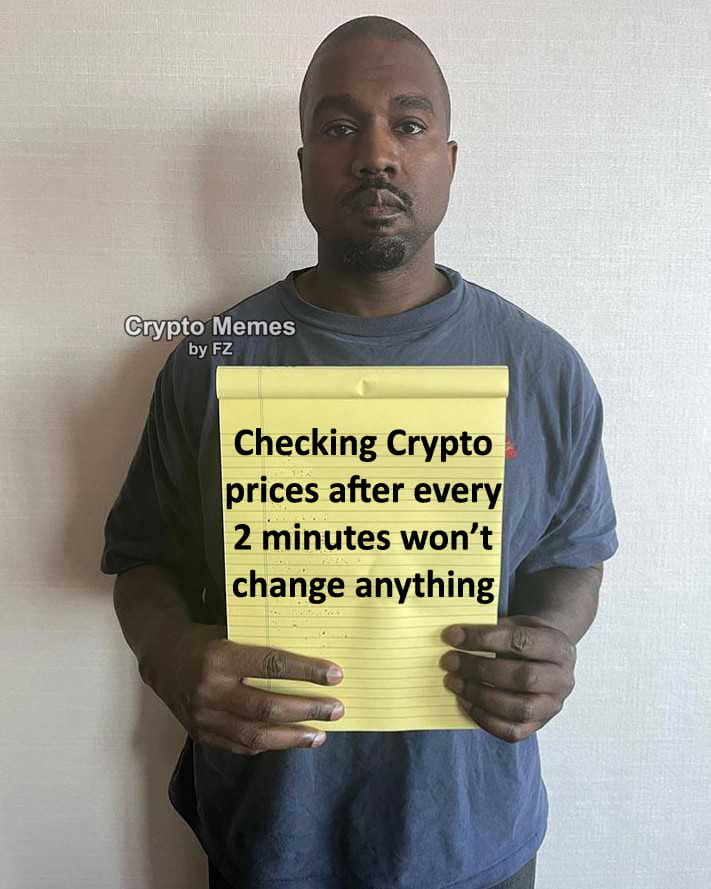 Crypto Memes
by FZ
Checking Crypto
prices after every
2 minutes won’t
change anything